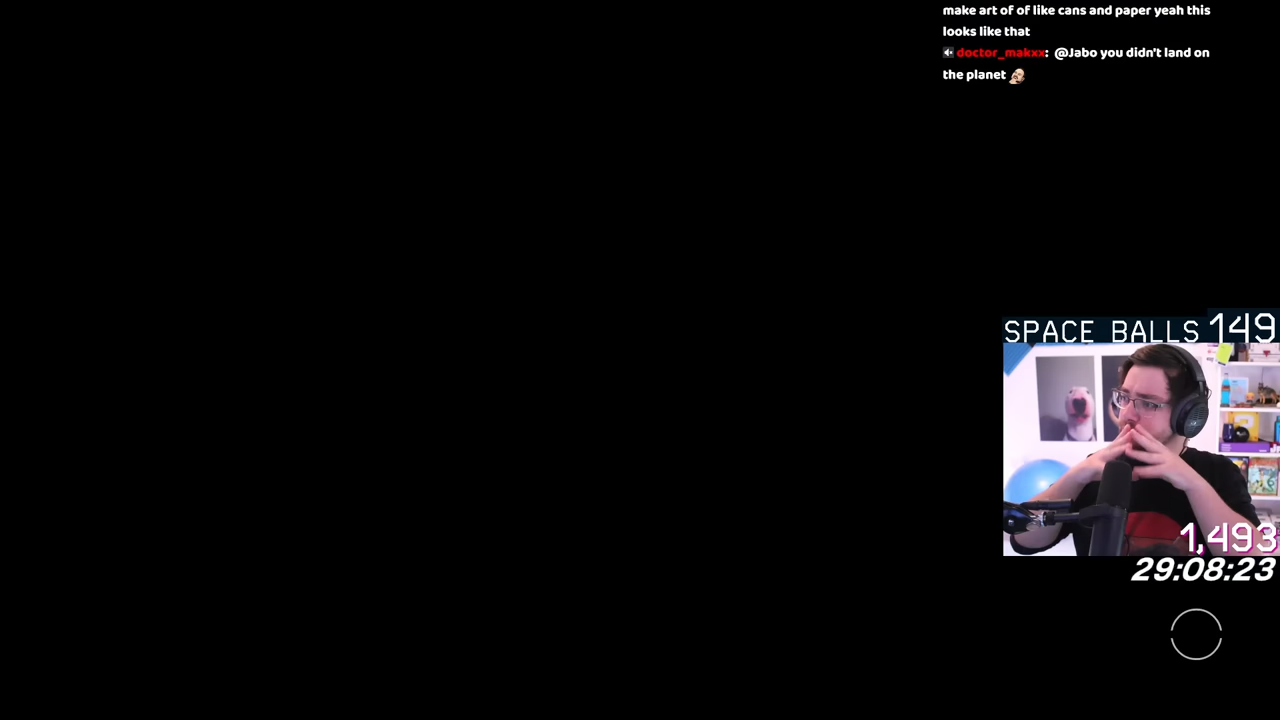 make art of of like cans and paper yeah this
looks like that
doctor_makxx: @Jabo you didn't land on
the planet
SPACE BALLS 149
1,493
29:08:23